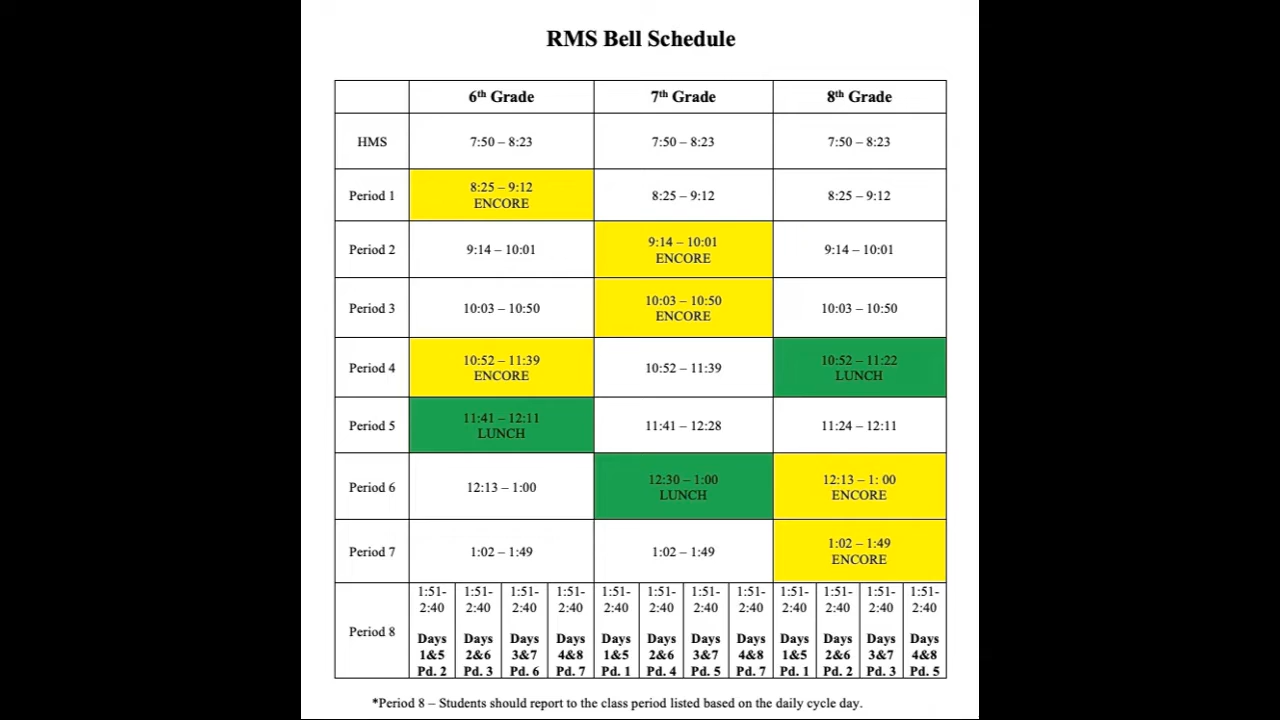 RMS Bell Schedule
6th Grade 7th Grade 8th Grade
HMS 7:50 – 8:23 7:50 – 8:23 7:50 – 8:23
Period 1 8:25 – 9:12 ENCORE 8:25 – 9:12 8:25 – 9:12
Period 2 9:14 – 10:01 9:14 – 10:01 ENCORE 9:14 – 10:01
Period 3 10:03 – 10:50 10:03 – 10:50 ENCORE 10:03 – 10:50
Period 4 10:52 – 11:39 ENCORE 10:52 – 11:39 10:52 – 11:22 LUNCH
Period 5 11:41 – 12:11 LUNCH 11:41 – 12:28 11:24 – 12:11
Period 6 12:13 – 1:00 12:30 – 1:00 LUNCH 12:13 – 1: 00 ENCORE
Period 7 1:02 – 1:49 1:02 – 1:49 1:02 – 1:49 ENCORE
1:51- 1:51- 1:51- 1:51- 1:51- 1:51- 1:51- 1:51- 1:51- 1:51- 1:51- 1:51-
2:40 2:40 2:40 2:40 2:40 2:40 2:40 2:40 2:40 2:40 2:40 2:40
Period 8
Days Days Days Days Days Days Days Days Days Days Days Days
1&5 2&6 3&7 4&8 1&5 2&6 3&7 4&8 1&5 2&6 3&7 4&8
Pd. 2 Pd. 3 Pd. 6 Pd. 7 Pd. 1 Pd. 4 Pd. 5 Pd. 7 Pd. 1 Pd. 2 Pd. 3 Pd. 5
*Period 8 – Students should report to the class period listed based on the daily cycle day.